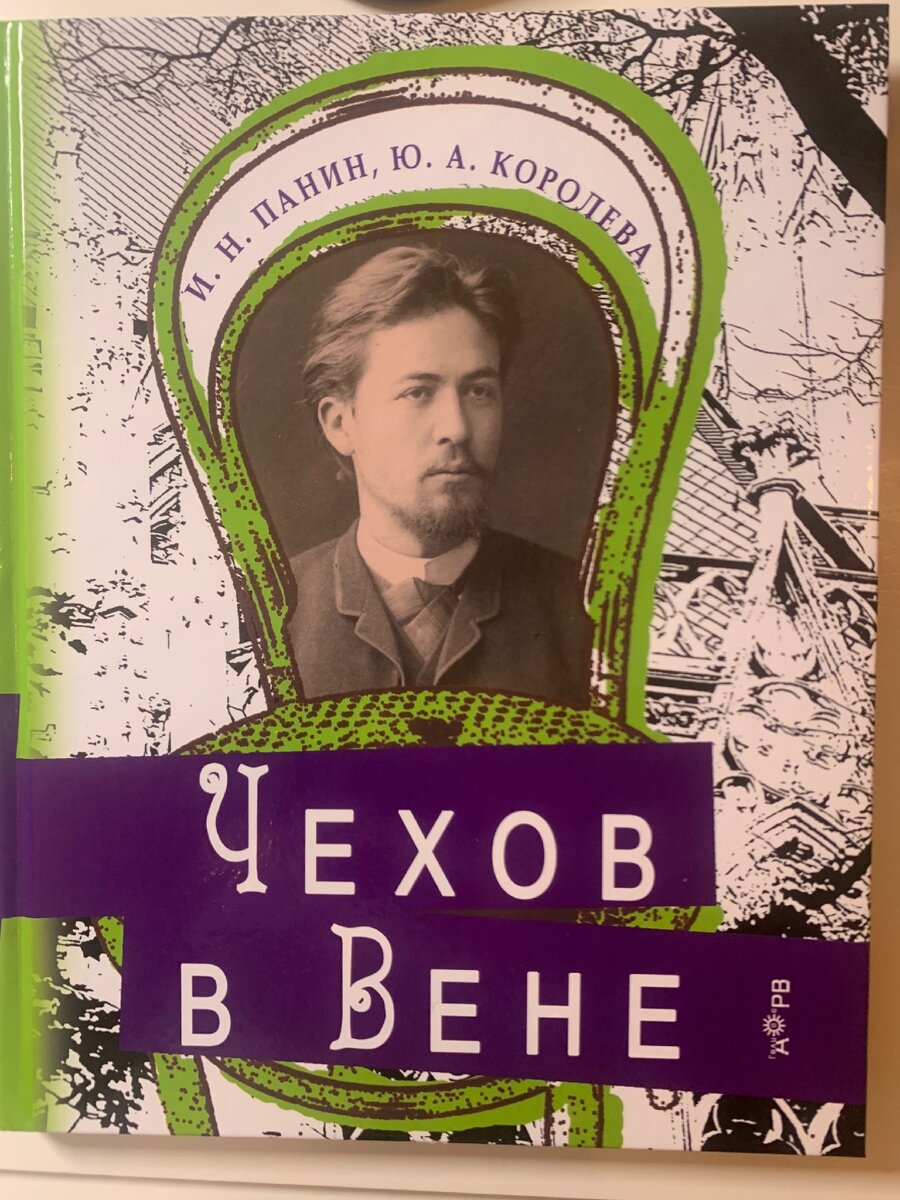 И. Н. ПАНИН, Ю. А. КОРОЛЕВА
ЧЕХОВ
В ВЕНЕ